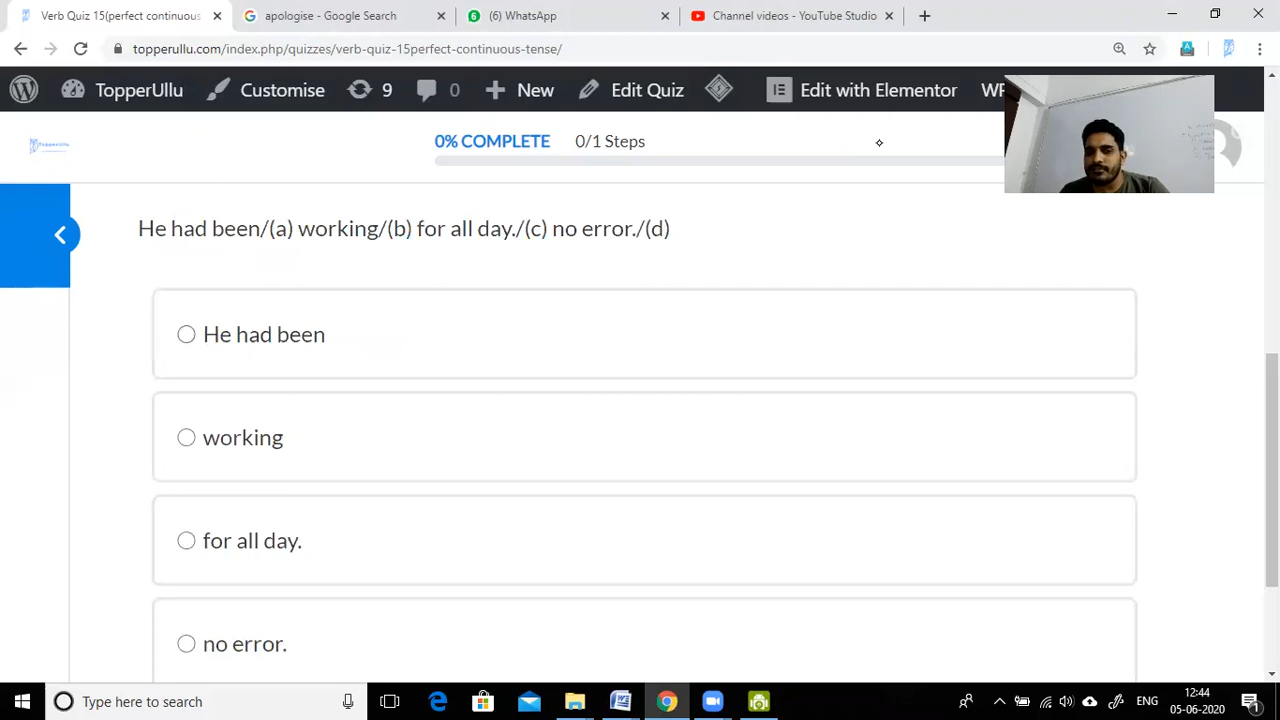 Verb Quiz 15(perfect continuous
apologise - Google Search
(6) WhatsApp
Channel videos - YouTube Studio
topperullu.com/index.php/quizzes/verb-quiz-15perfect-continuous-tense/
TopperUllu Customise 9 0 New Edit Quiz Edit with Elementor WP
0% COMPLETE 0/1 Steps
He had been/(a) working/(b) for all day./(c) no error./(d)
He had been
working
for all day.
no error.
Type here to search
ENG
12:44
05-06-2020